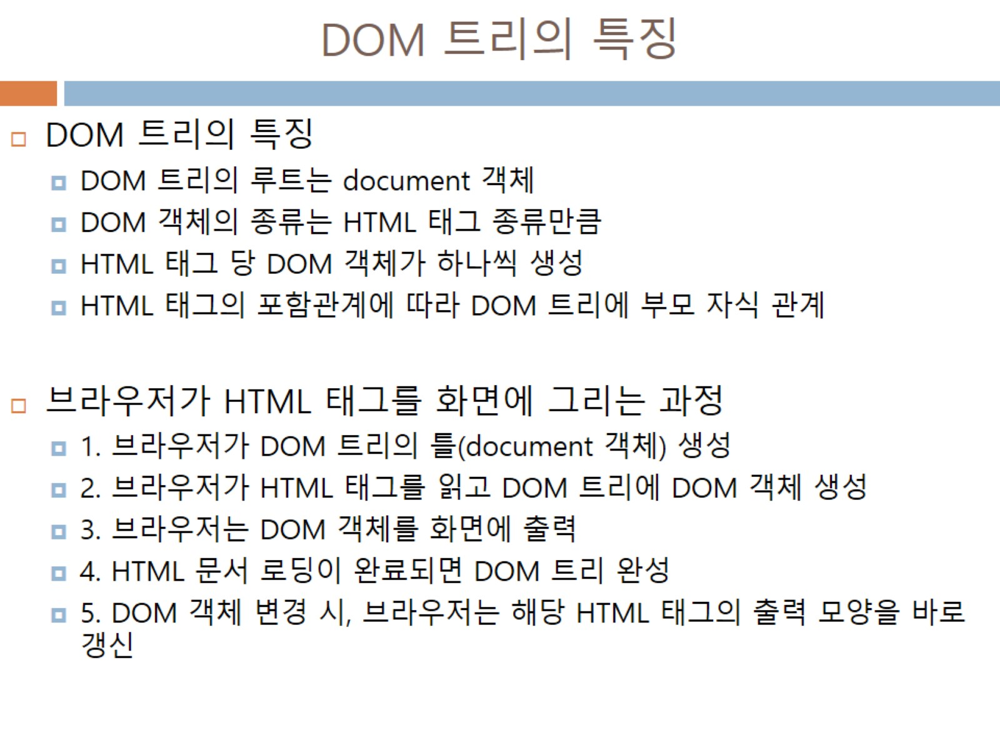 DOM 트리의 특징
DOM 트리의 특징
DOM 트리의 루트는 document 객체
DOM 객체의 종류는 HTML 태그 종류만큼
HTML 태그 당 DOM 객체가 하나씩 생성
HTML 태그의 포함관계에 따라 DOM 트리에 부모 자식 관계
브라우저가 HTML 태그를 화면에 그리는 과정
1. 브라우저가 DOM 트리의 틀(document 객체) 생성
2. 브라우저가 HTML 태그를 읽고 DOM 트리에 DOM 객체 생성
3. 브라우저는 DOM 객체를 화면에 출력
4. HTML 문서 로딩이 완료되면 DOM 트리 완성
5. DOM 객체 변경 시, 브라우저는 해당 HTML 태그의 출력 모양을 바로
갱신